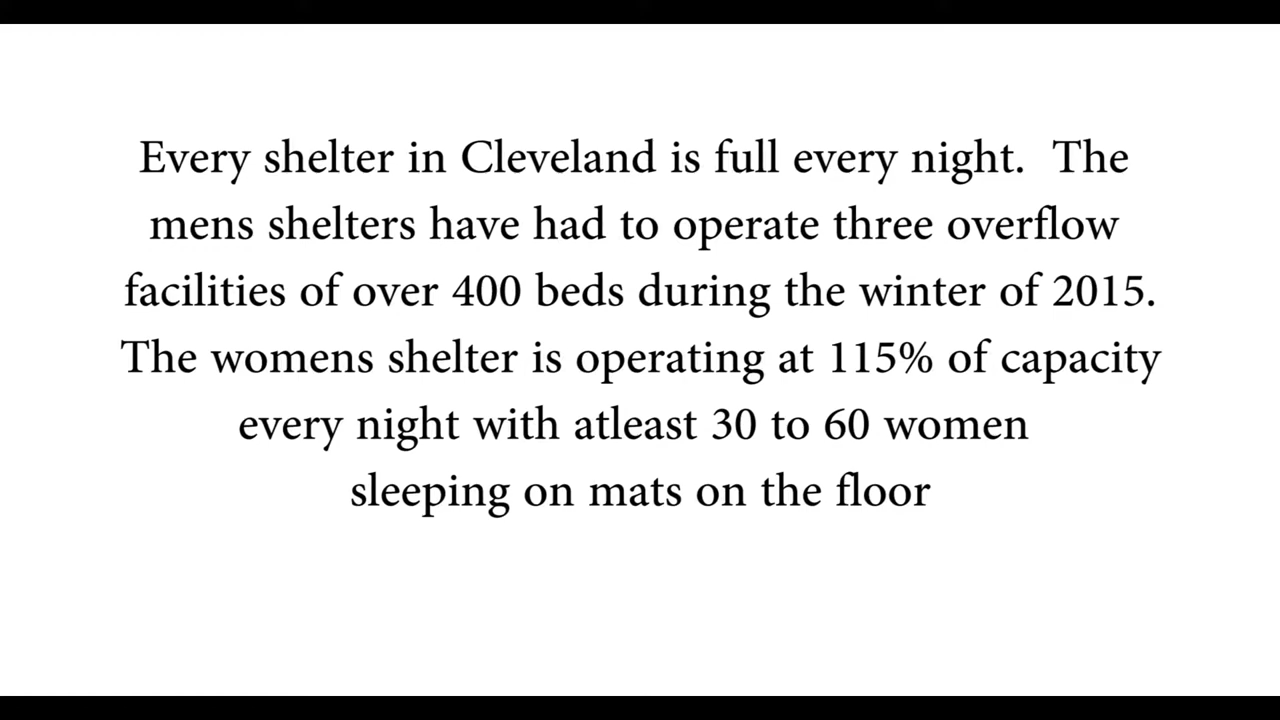 Every shelter in Cleveland is full every night.  The
mens shelters have had to operate three overflow
facilities of over 400 beds during the winter of 2015.
The womens shelter is operating at 115% of capacity
every night with atleast 30 to 60 women
sleeping on mats on the floor